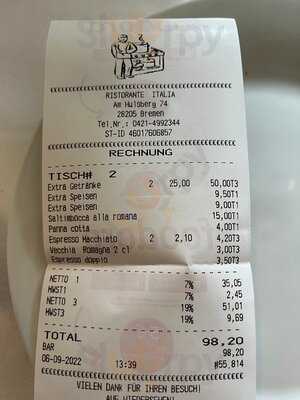 RISTORANTE ITALIA
Am Hulsberg 74
28205 Bremen
Tel.Nr.: 0421-4992344
ST-ID 46017606857
RECHNUNG
TISCH# 2
Extra Getränke 2 25,00 50,00T3
Extra Speisen 9,50T1
Extra Speisen 9,00T1
Saltimbocca alla romana 15,00T1
Panna cotta 4,00T1
Espresso Macchiato 2 2,10 4,20T3
Vecchia Romagna 2 cl 3,00T3
Espresso doppio 3,50T3
NETTO 1 35,05
MWST1 7% 2,45
NETTO 3 51,01
MWST3 19% 9,69
TOTAL 98,20
BAR 98,20
06-09-2022 13:39 #55,814
VIELEN DANK FÜR IHREN BESUCH!
AUF WIEDERSEHEN!